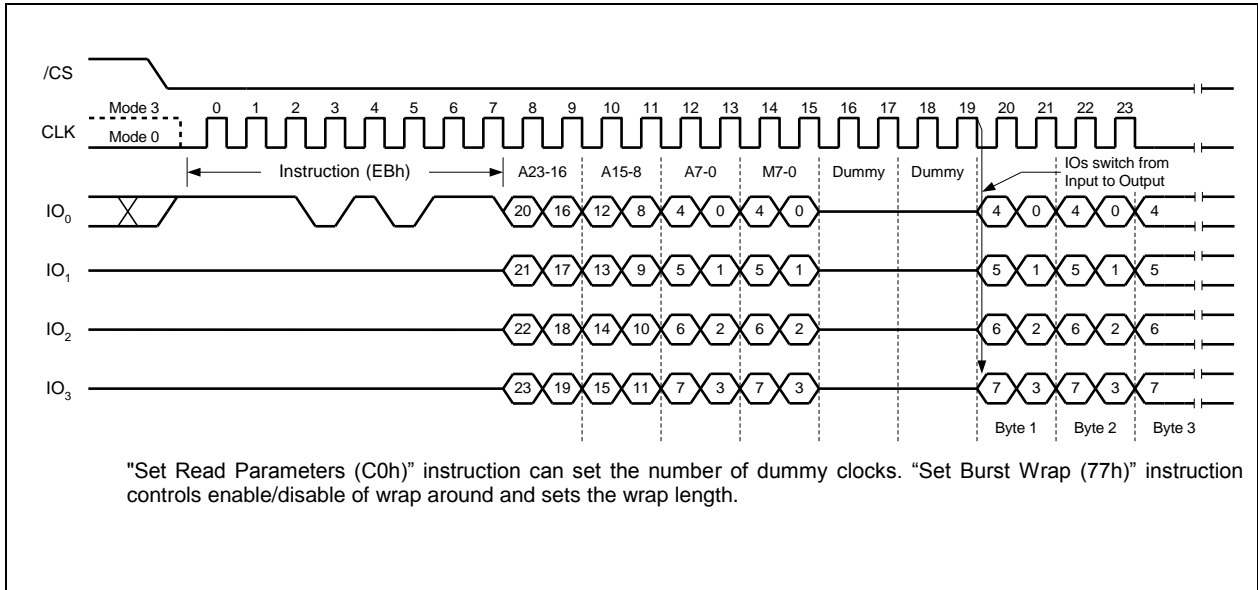 /CS
Mode 3 0 1 2 3 4 5 6 7 8 9 10 11 12 13 14 15 16 17 18 19 20 21 22 23
CLK Mode 0
Instruction (EBh) A23-16 A15-8 A7-0 M7-0 Dummy Dummy IOs switch from
Input to Output
IO0 20 16 12 8 4 0 4 0 4 0 4 0 4
IO1 21 17 13 9 5 1 5 1 5 1 5 1 5
IO2 22 18 14 10 6 2 6 2 6 2 6 2 6
IO3 23 19 15 11 7 3 7 3 7 3 7 3 7
Byte 1 Byte 2 Byte 3
"Set Read Parameters (C0h)” instruction can set the number of dummy clocks. “Set Burst Wrap (77h)” instruction
controls enable/disable of wrap around and sets the wrap length.